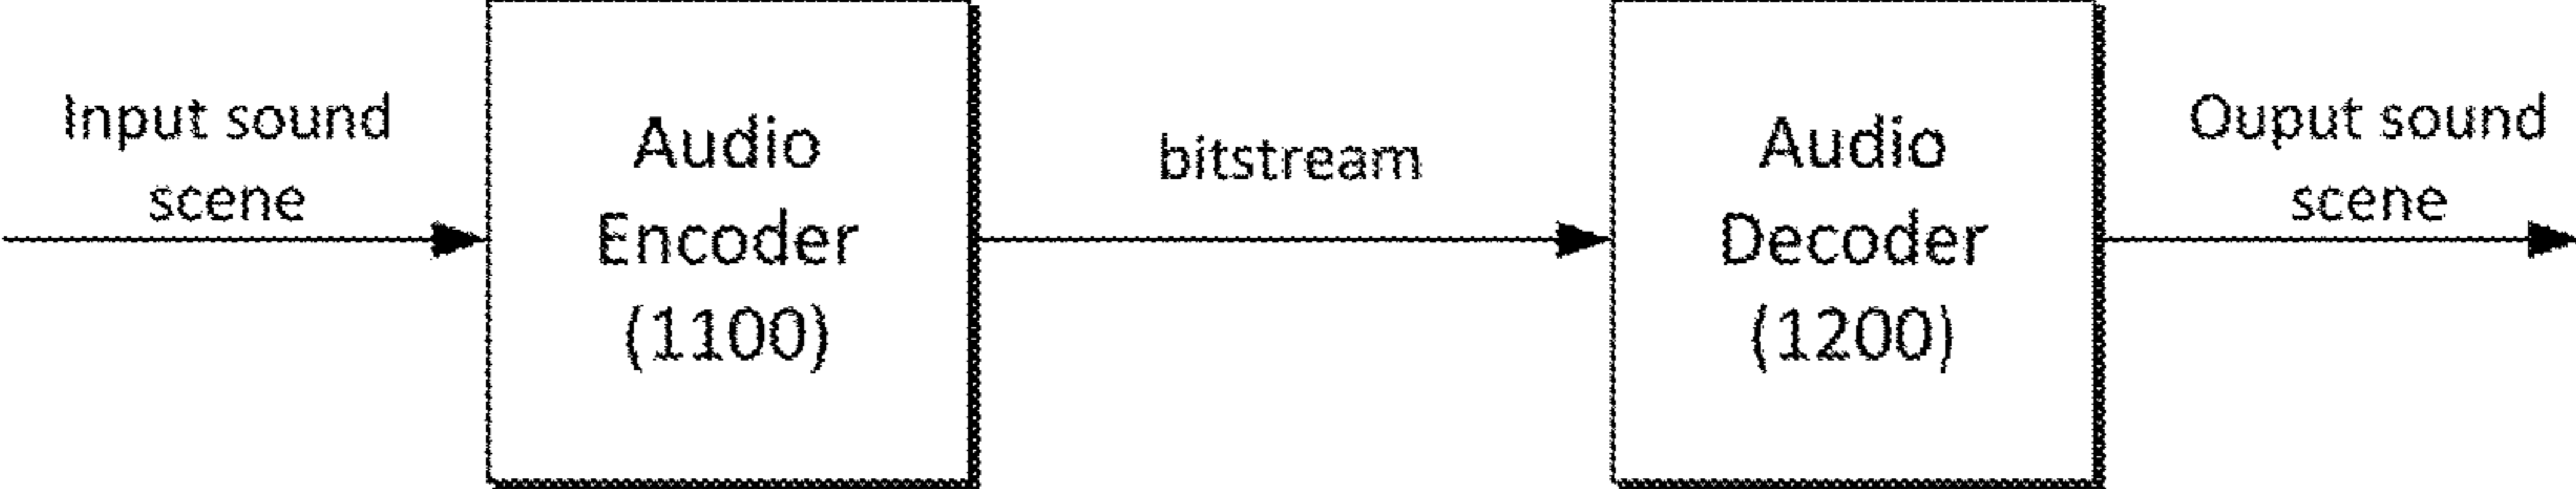 Input sound
scene
Audio
Encoder
(1100)
bitstream
Audio
Decoder
(1200)
Ouput sound
scene